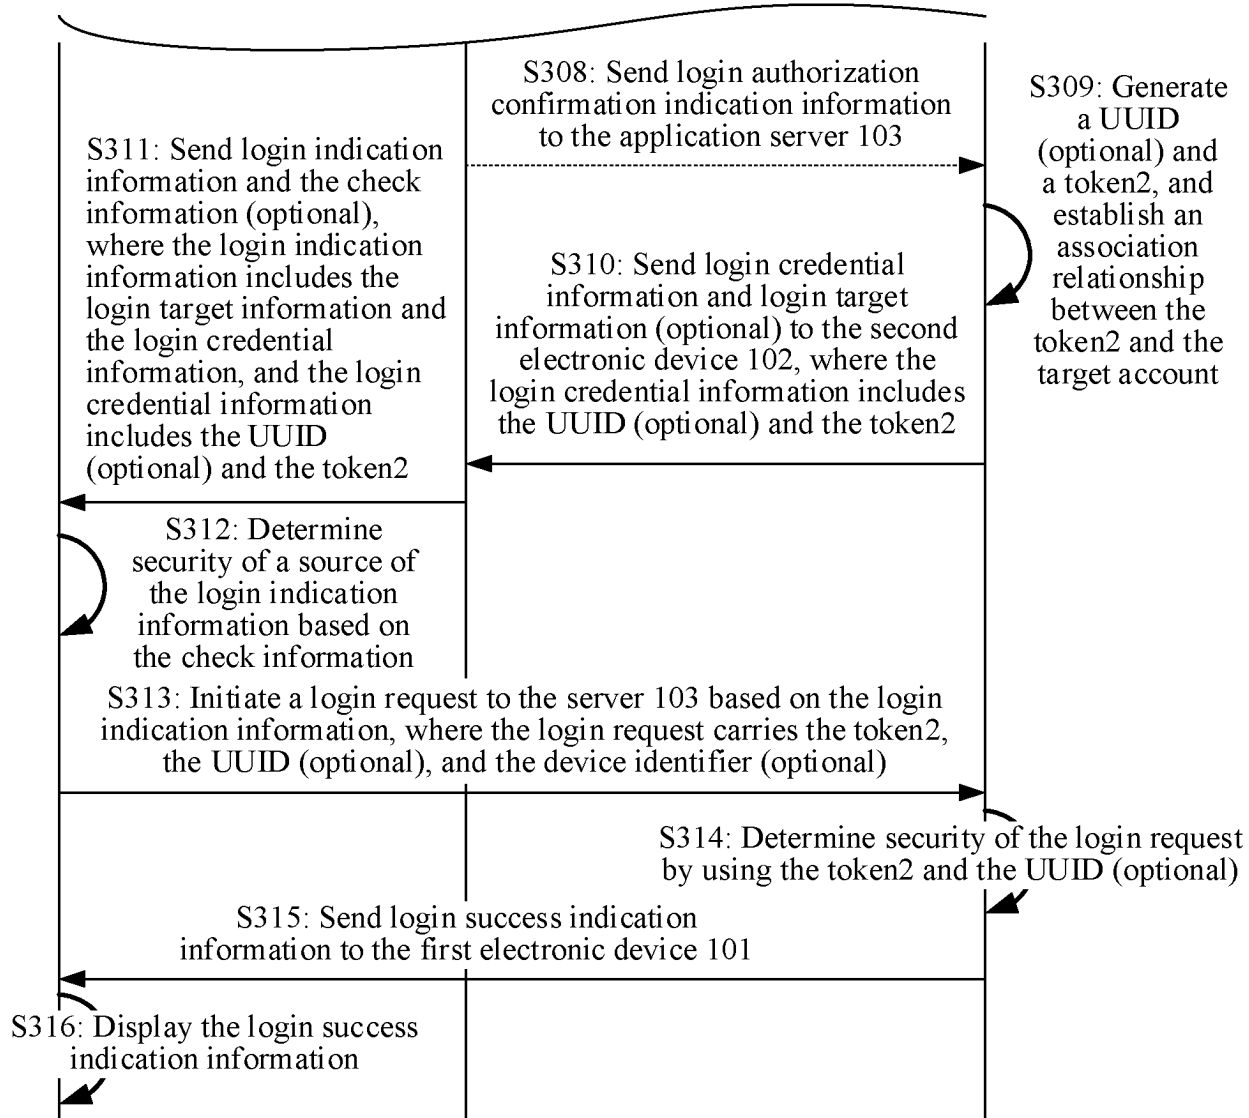 S308: Send login authorization
confirmation indication information
to the application server 103
S309: Generate
a UUID
(optional) and
a token2, and
establish an
association
relationship
between the
token2 and the
target account
S310: Send login credential
information and login target
information (optional) to the second
electronic device 102, where the
login credential information includes
the UUID (optional) and the token2
S311: Send login indication
information and the check
information (optional),
where the login indication
information includes the
login target information and
the login credential
information, and the login
credential information
includes the UUID
(optional) and the token2
S312: Determine
security of a source of
the login indication
information based on
the check information
S313: Initiate a login request to the server 103 based on the login
indication information, where the login request carries the token2,
the UUID (optional), and the device identifier (optional)
S314: Determine security of the login request
by using the token2 and the UUID (optional)
S315: Send login success indication
information to the first electronic device 101
S316: Display the login success
indication information